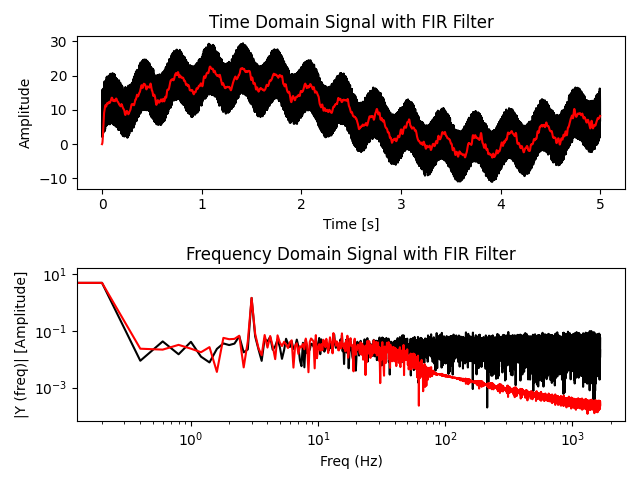 Time Domain Signal with FIR Filter
30
20
10
0
−10
Amplitude
0 1 2 3 4 5
Time [s]
Frequency Domain Signal with FIR Filter
10¹
10⁻¹
10⁻³
|Y (freq)| [Amplitude]
10⁰ 10¹ 10² 10³
Freq (Hz)